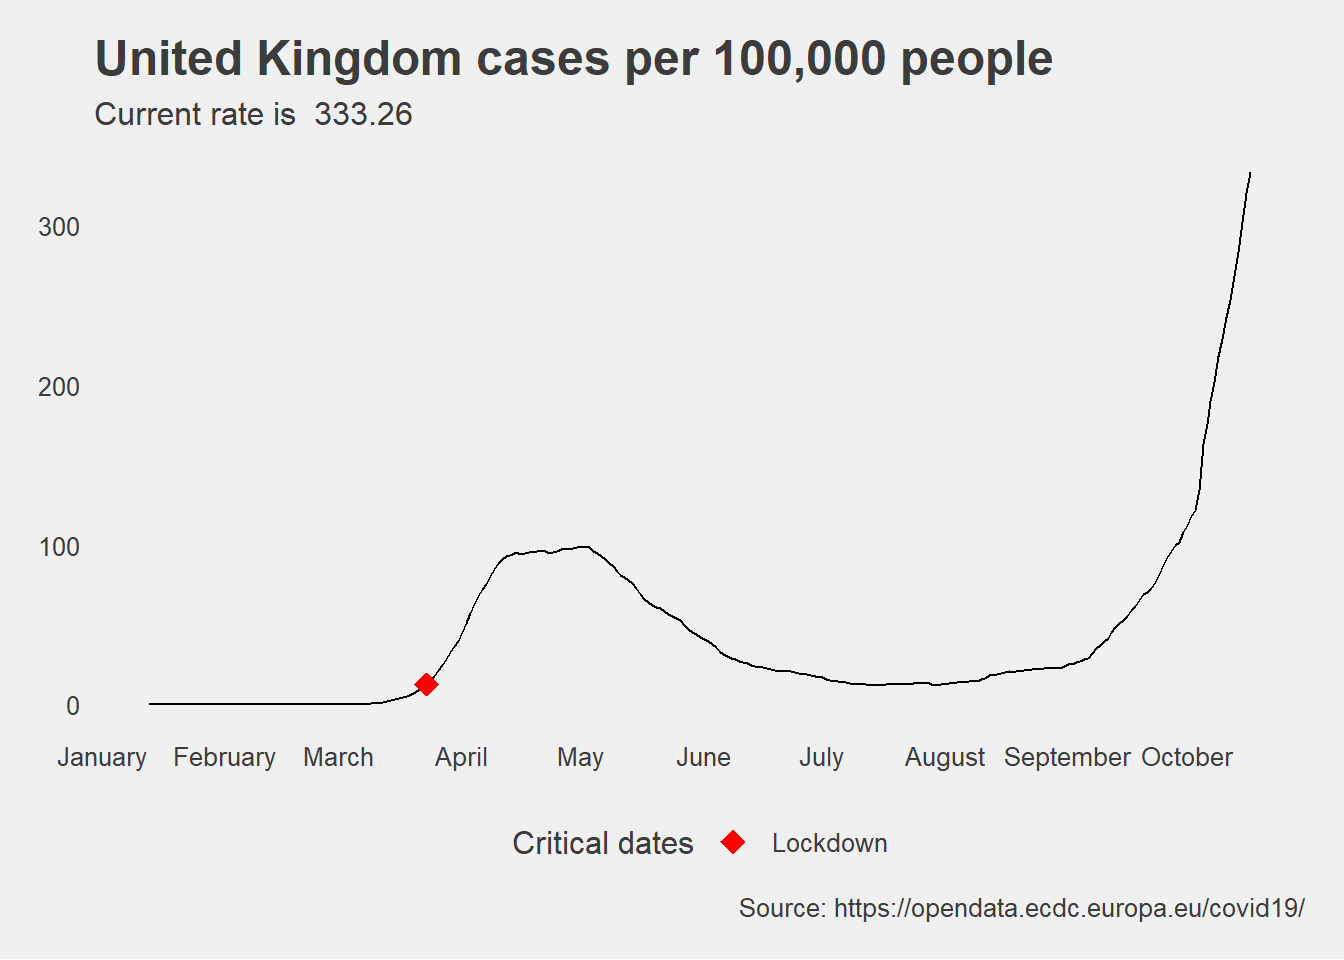 United Kingdom cases per 100,000 people
Current rate is  333.26
300
200
100
0
January February March April May June July August September October
Critical dates Lockdown
Source: https://opendata.ecdc.europa.eu/covid19/